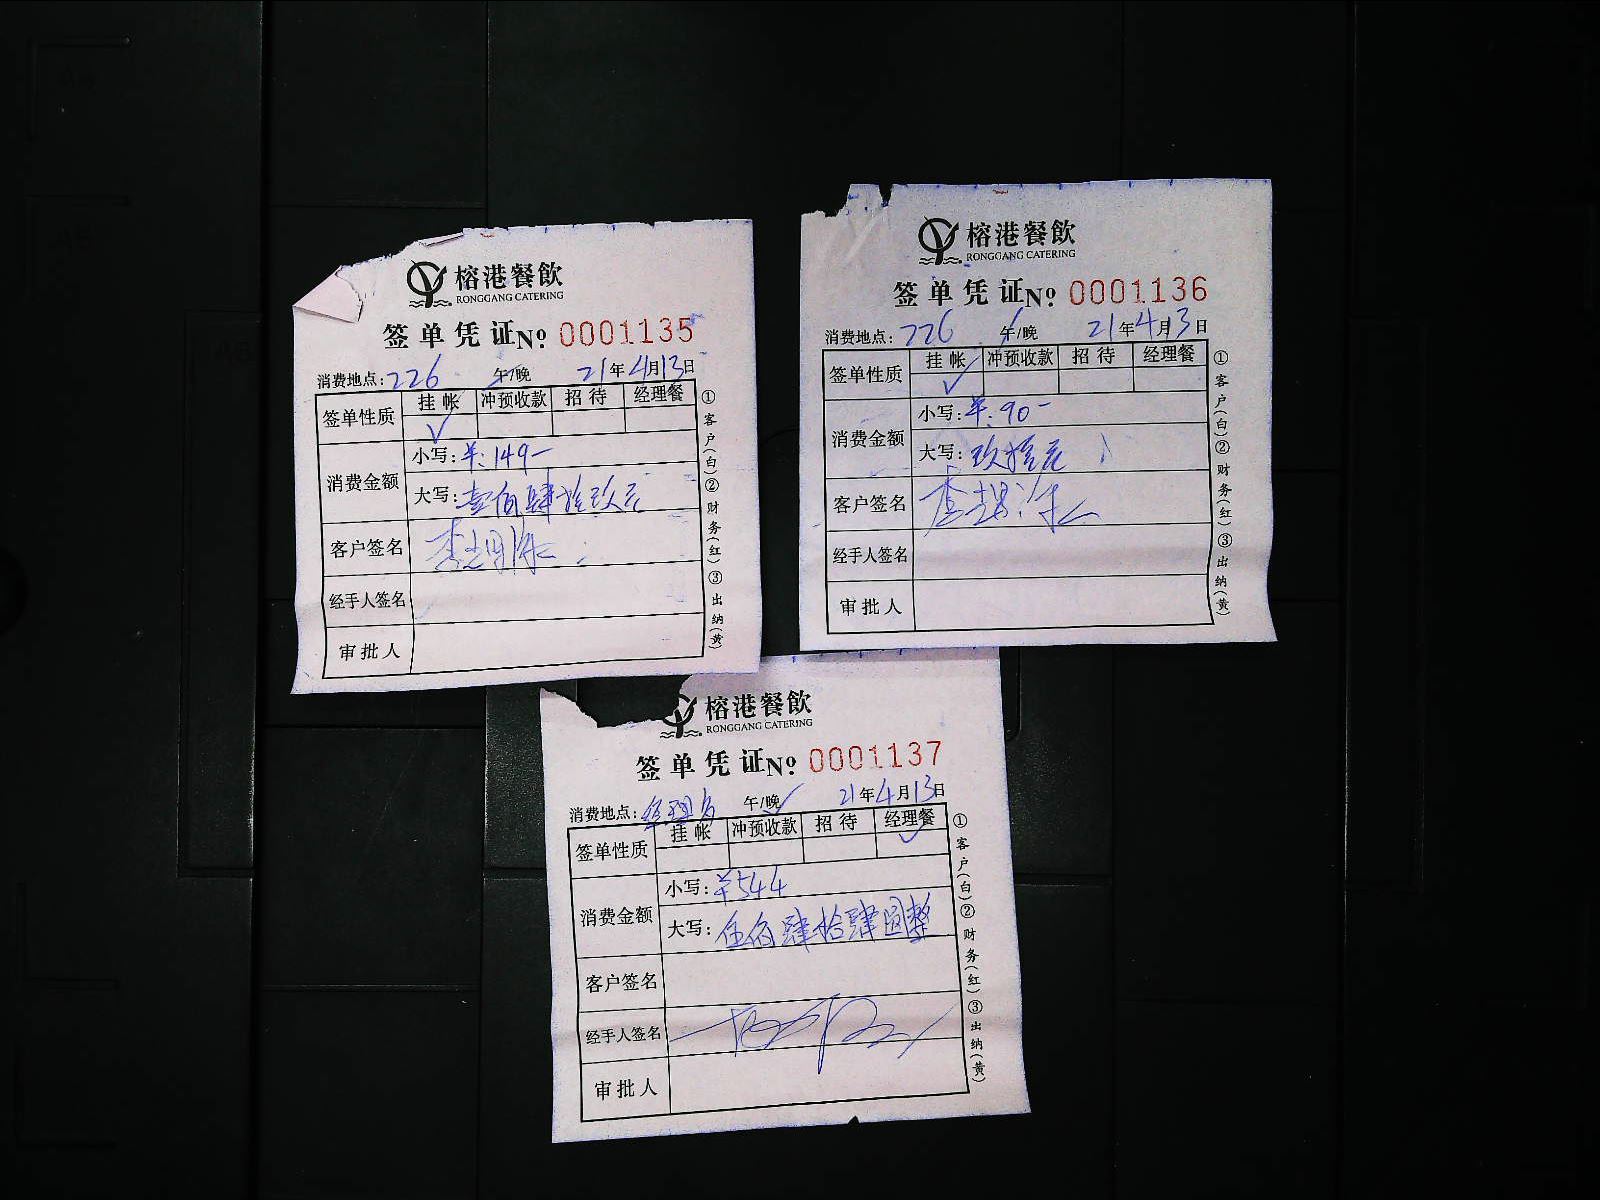 榕港餐飲
RONGGANG CATERING
签单凭证 № 0001135
消费地点:226 午/晚 21年4月13日
签单性质 挂帐 冲预收款 招待 经理餐
✓
消费金额 小写:¥:149-
大写:壹佰肆拾玖元
客户签名 李
经手人签名
审批人
①客户(白)②财务(红)③出纳(黄)
榕港餐飲
RONGGANG CATERING
签单凭证 № 0001136
消费地点:226 午/晚 21年4月13日
签单性质 挂帐 冲预收款 招待 经理餐
✓
消费金额 小写:¥:90-
大写:玖拾元
客户签名 李
经手人签名
审批人
①客户(白)②财务(红)③出纳(黄)
榕港餐飲
RONGGANG CATERING
签单凭证 № 0001137
消费地点:经理房 午/晚✓ 21年4月13日
签单性质 挂帐 冲预收款 招待 经理餐
✓
消费金额 小写:¥544
大写:伍佰肆拾肆圆整
客户签名
经手人签名
审批人
①客户(白)②财务(红)③出纳(黄)